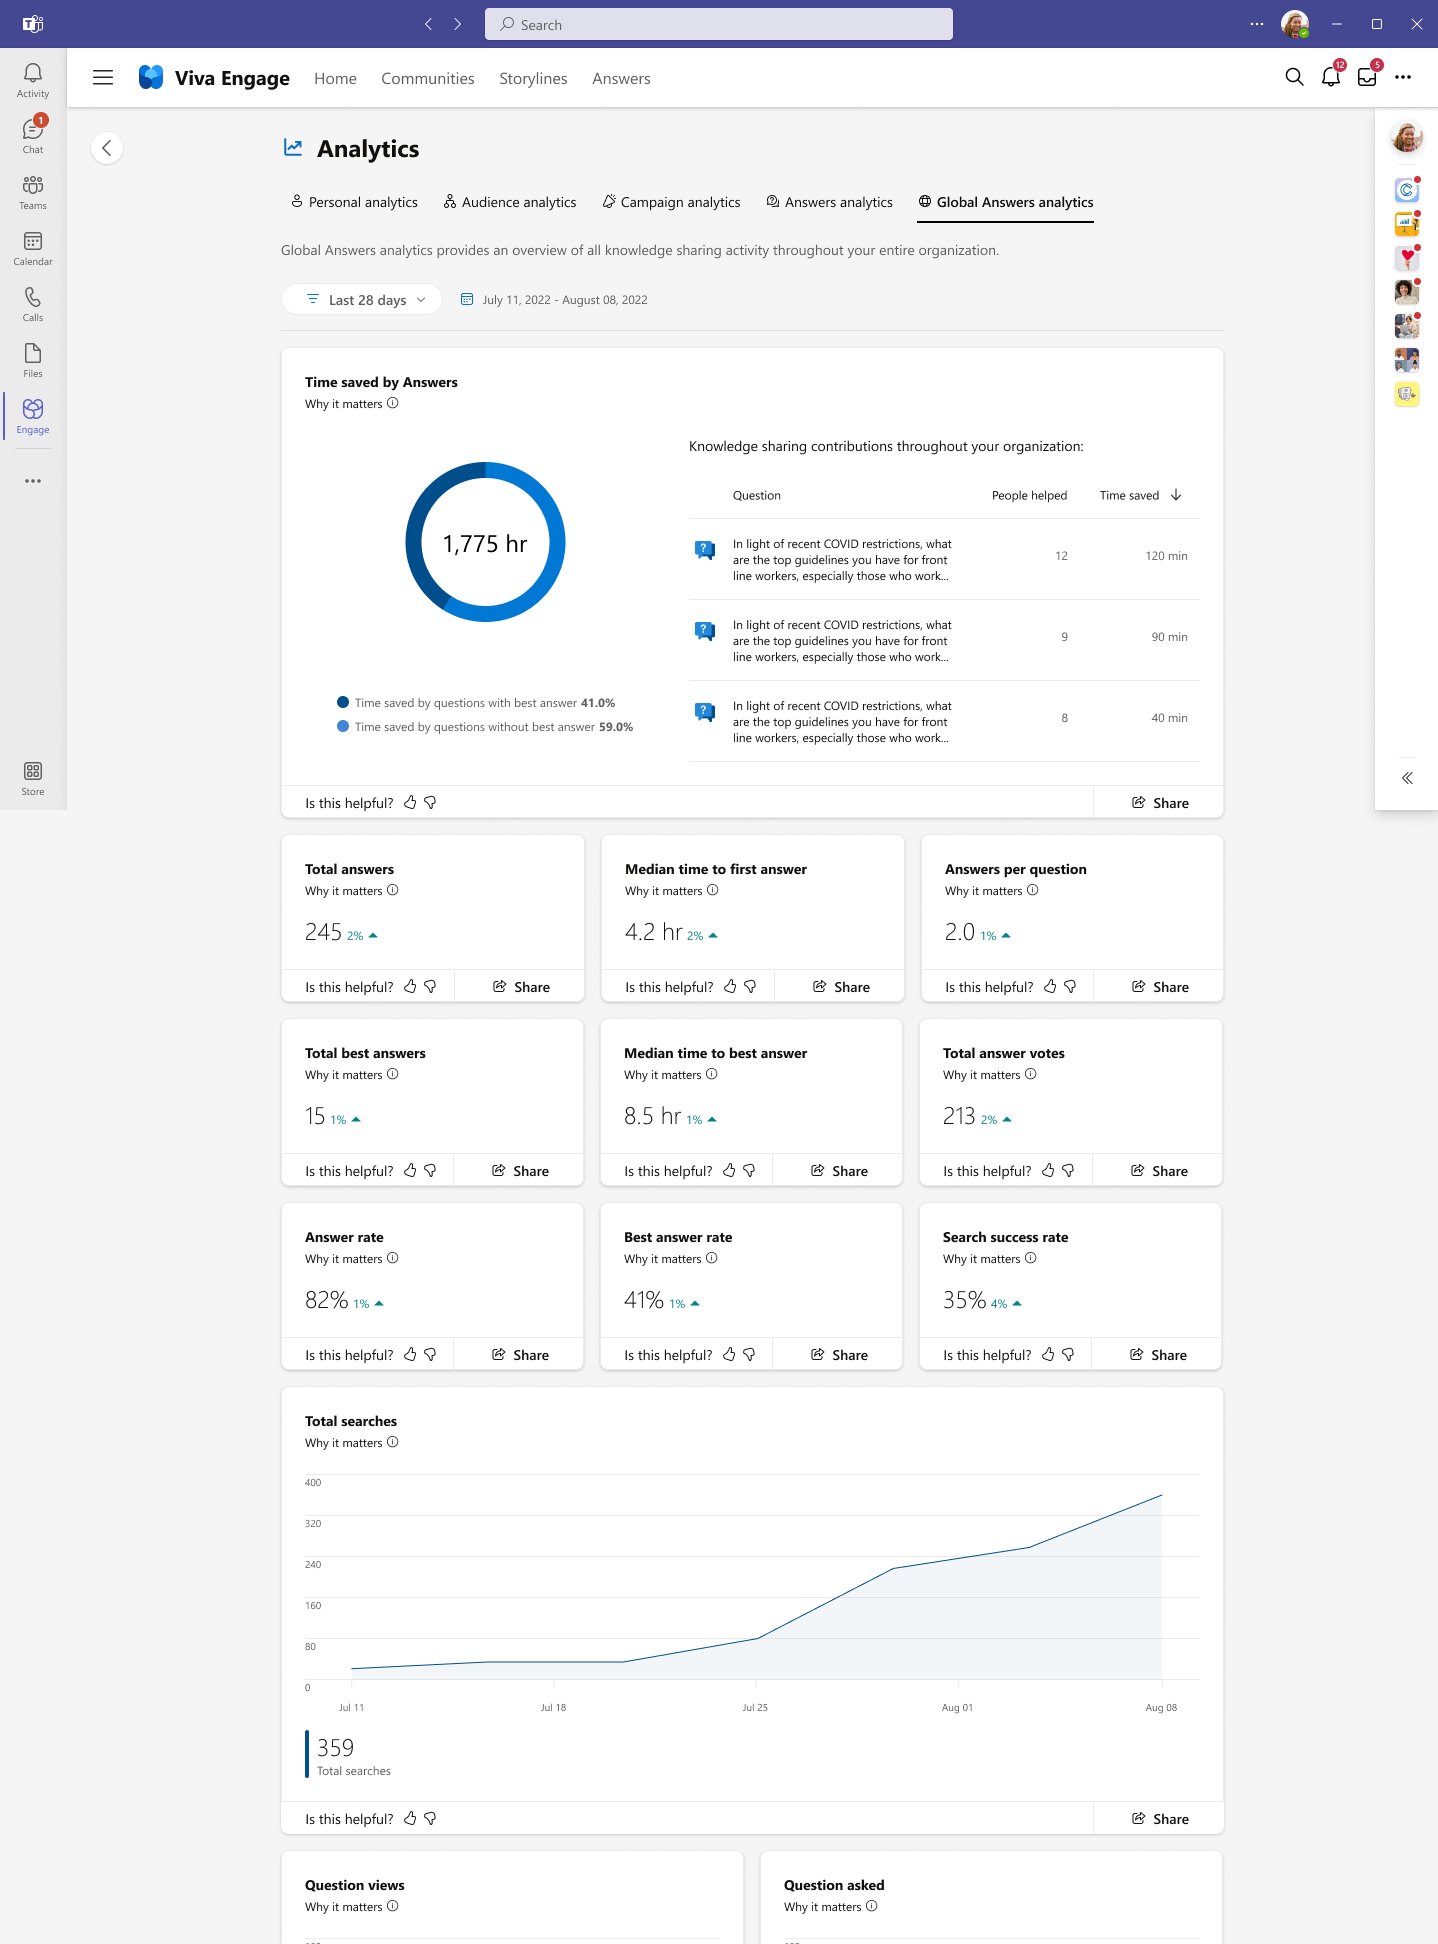 Search
Activity
1
Chat
Teams
Calendar
Calls
Files
Engage
Store
Viva Engage
Home
Communities
Storylines
Answers
12
5
Analytics
Personal analytics
Audience analytics
Campaign analytics
Answers analytics
Global Answers analytics
Global Answers analytics provides an overview of all knowledge sharing activity throughout your entire organization.
Last 28 days
July 11, 2022 - August 08, 2022
Time saved by Answers
Why it matters
1,775 hr
Time saved by questions with best answer 41.0%
Time saved by questions without best answer 59.0%
Knowledge sharing contributions throughout your organization:
Question People helped Time saved
In light of recent COVID restrictions, what
are the top guidelines you have for front
line workers, especially those who work...
12 120 min
In light of recent COVID restrictions, what
are the top guidelines you have for front
line workers, especially those who work...
9 90 min
In light of recent COVID restrictions, what
are the top guidelines you have for front
line workers, especially those who work...
8 40 min
Is this helpful? Share
Total answers
Why it matters
245 2%
Is this helpful? Share
Median time to first answer
Why it matters
4.2 hr 2%
Is this helpful? Share
Answers per question
Why it matters
2.0 1%
Is this helpful? Share
Total best answers
Why it matters
15 1%
Is this helpful? Share
Median time to best answer
Why it matters
8.5 hr 1%
Is this helpful? Share
Total answer votes
Why it matters
213 2%
Is this helpful? Share
Answer rate
Why it matters
82% 1%
Is this helpful? Share
Best answer rate
Why it matters
41% 1%
Is this helpful? Share
Search success rate
Why it matters
35% 4%
Is this helpful? Share
Total searches
Why it matters
400
320
240
160
80
0
Jul 11 Jul 18 Jul 25 Aug 01 Aug 08
359
Total searches
Is this helpful? Share
Question views
Why it matters
Question asked
Why it matters